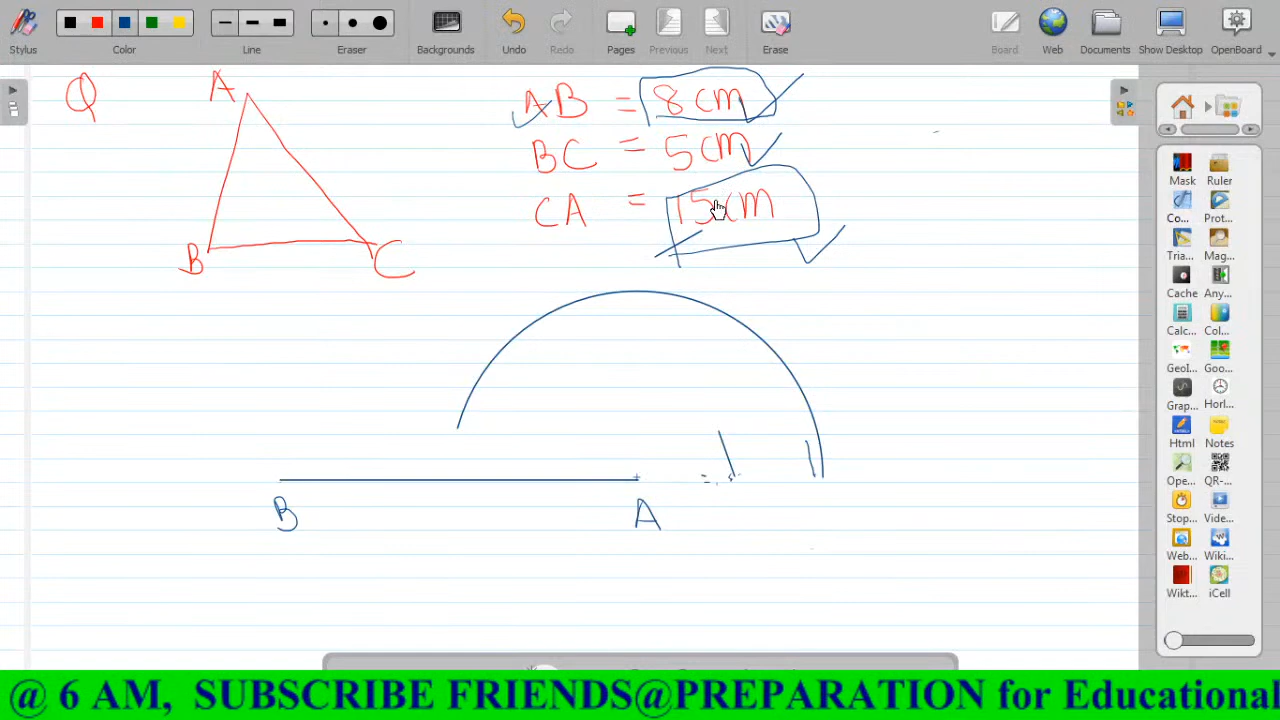 Stylus
Color
Line
Eraser
Backgrounds
Undo
Redo
Pages
Previous
Next
Erase
Board
Web
Documents
Show Desktop
OpenBoard
Q
A
B
C
AB = 8 cm
BC = 5 cm
CA = 15 cm
B
A
Mask
Ruler
Co...
Prot...
Tria...
Mag...
Cache
Any...
Calc...
Col...
GeoI...
Goo...
Grap...
Horl...
Html
Notes
Ope...
QR-...
Stop...
Vide...
Web...
Wiki...
Wikt...
iCell
@ 6 AM, SUBSCRIBE FRIENDS@PREPARATION for Educational